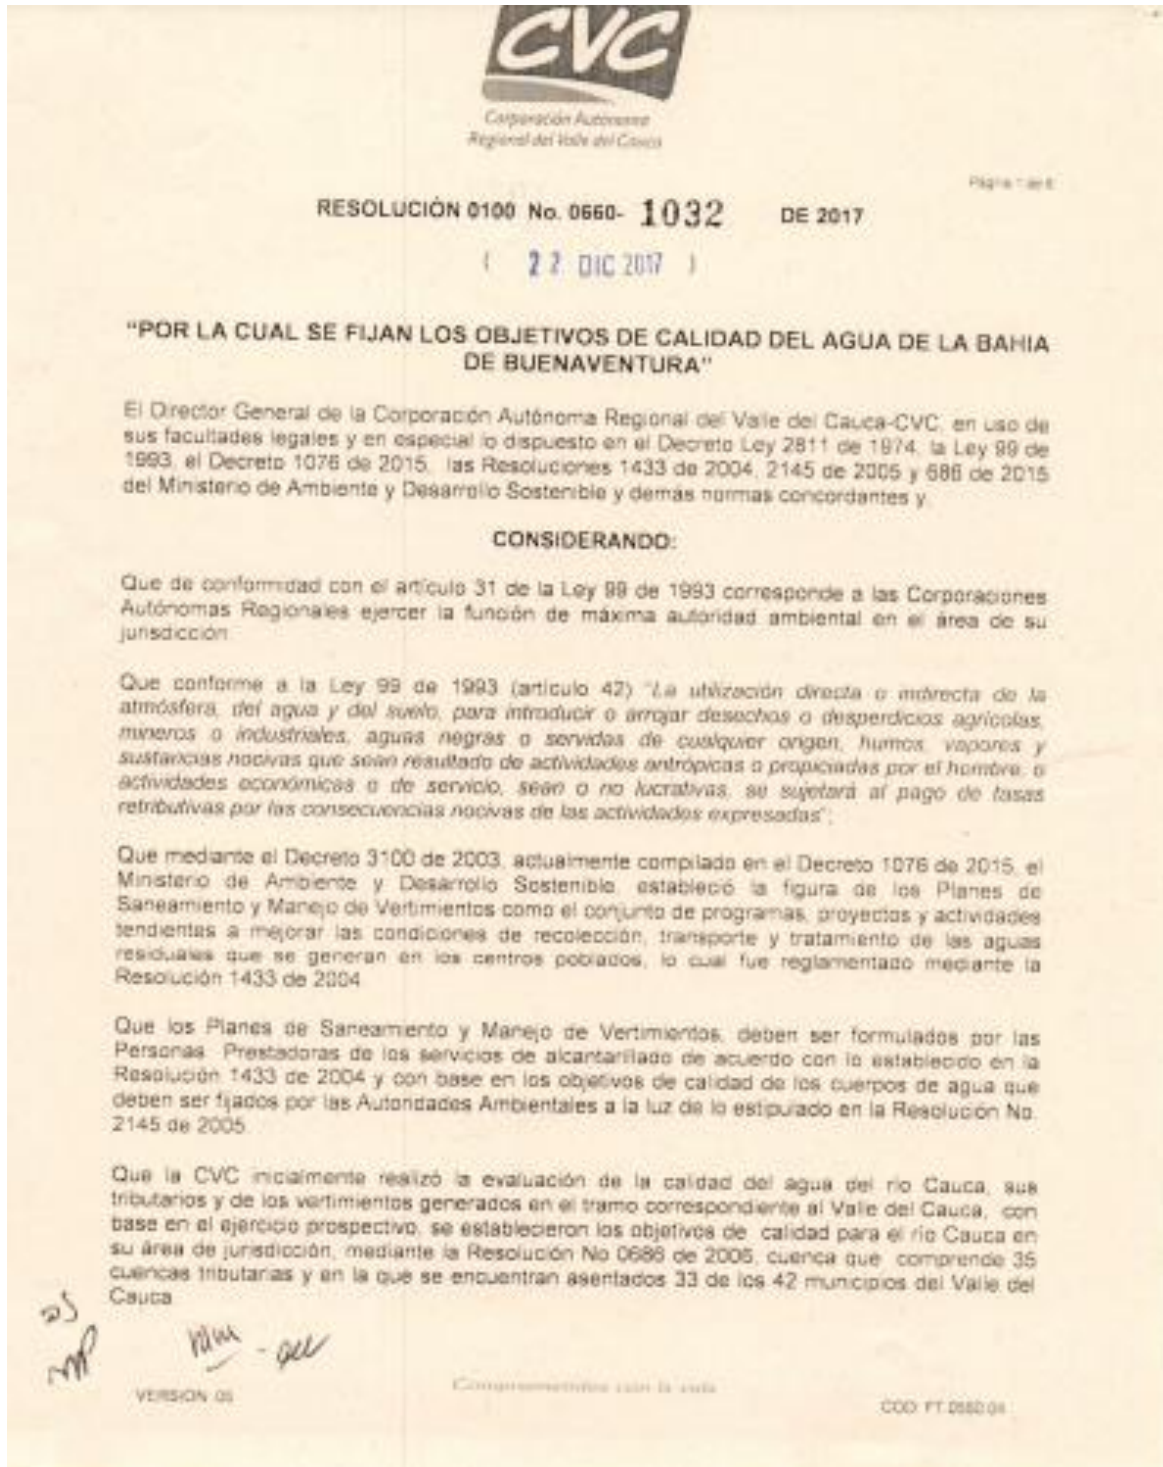 CVC
Corporación Autónoma
Regional del Valle del Cauca
Página 1 de 6
RESOLUCIÓN 0100 No. 0660- 1032 DE 2017
( 22 DIC 2017 )
"POR LA CUAL SE FIJAN LOS OBJETIVOS DE CALIDAD DEL AGUA DE LA BAHIA
DE BUENAVENTURA"
El Director General de la Corporación Autónoma Regional del Valle del Cauca-CVC, en uso de
sus facultades legales y en especial lo dispuesto en el Decreto Ley 2811 de 1974, la Ley 99 de
1993, el Decreto 1076 de 2015, las Resoluciones 1433 de 2004, 2145 de 2005 y 686 de 2015
del Ministerio de Ambiente y Desarrollo Sostenible y demás normas concordantes y,
CONSIDERANDO:
Que de conformidad con el artículo 31 de la Ley 99 de 1993 corresponde a las Corporaciones
Autónomas Regionales ejercer la función de máxima autoridad ambiental en el área de su
jurisdicción
Que conforme a la Ley 99 de 1993 (artículo 42) "La utilización directa o indirecta de la
atmósfera, del agua y del suelo, para introducir o arrojar desechos o desperdicios agrícolas,
mineros o industriales, aguas negras o servidas de cualquier origen, humos, vapores y
sustancias nocivas que sean resultado de actividades antrópicas o propiciadas por el hombre, o
actividades económicas o de servicio, sean o no lucrativas, se sujetará al pago de tasas
retributivas por las consecuencias nocivas de las actividades expresadas";
Que mediante el Decreto 3100 de 2003, actualmente compilado en el Decreto 1076 de 2015, el
Ministerio de Ambiente y Desarrollo Sostenible, estableció la figura de los Planes de
Saneamiento y Manejo de Vertimientos como el conjunto de programas, proyectos y actividades
tendientes a mejorar las condiciones de recolección, transporte y tratamiento de las aguas
residuales que se generan en los centros poblados, lo cual fue reglamentado mediante la
Resolución 1433 de 2004
Que los Planes de Saneamiento y Manejo de Vertimientos, deben ser formulados por las
Personas Prestadoras de los servicios de alcantarillado de acuerdo con lo establecido en la
Resolución 1433 de 2004 y con base en los objetivos de calidad de los cuerpos de agua que
deben ser fijados por las Autoridades Ambientales a la luz de lo estipulado en la Resolución No.
2145 de 2005.
Que la CVC inicialmente realizó la evaluación de la calidad del agua del río Cauca, sus
tributarios y de los vertimientos generados en el tramo correspondiente al Valle del Cauca, con
base en el ejercicio prospectivo, se establecieron los objetivos de calidad para el río Cauca en
su área de jurisdicción, mediante la Resolución No 0686 de 2006, cuenca que comprende 35
cuencas tributarias y en la que se encuentran asentados 33 de los 42 municipios del Valle del
Cauca
Comprometidos con la vida
VERSIÓN 05
COD: FT.0550.04